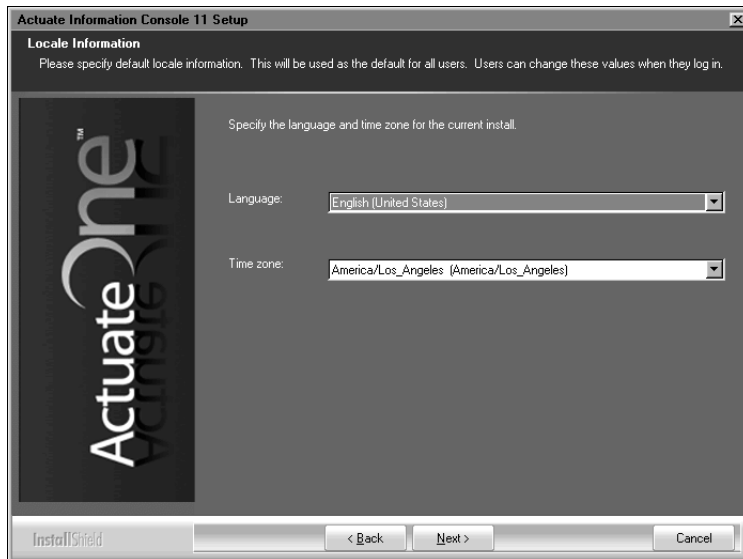 Actuate Information Console 11 Setup
Locale Information
Please specify default locale information. This will be used as the default for all users. Users can change these values when they log in.
ActuateOne™
Specify the language and time zone for the current install.
Language:
English (United States)
Time zone:
America/Los_Angeles (America/Los_Angeles)
InstallShield
< Back
Next >
Cancel